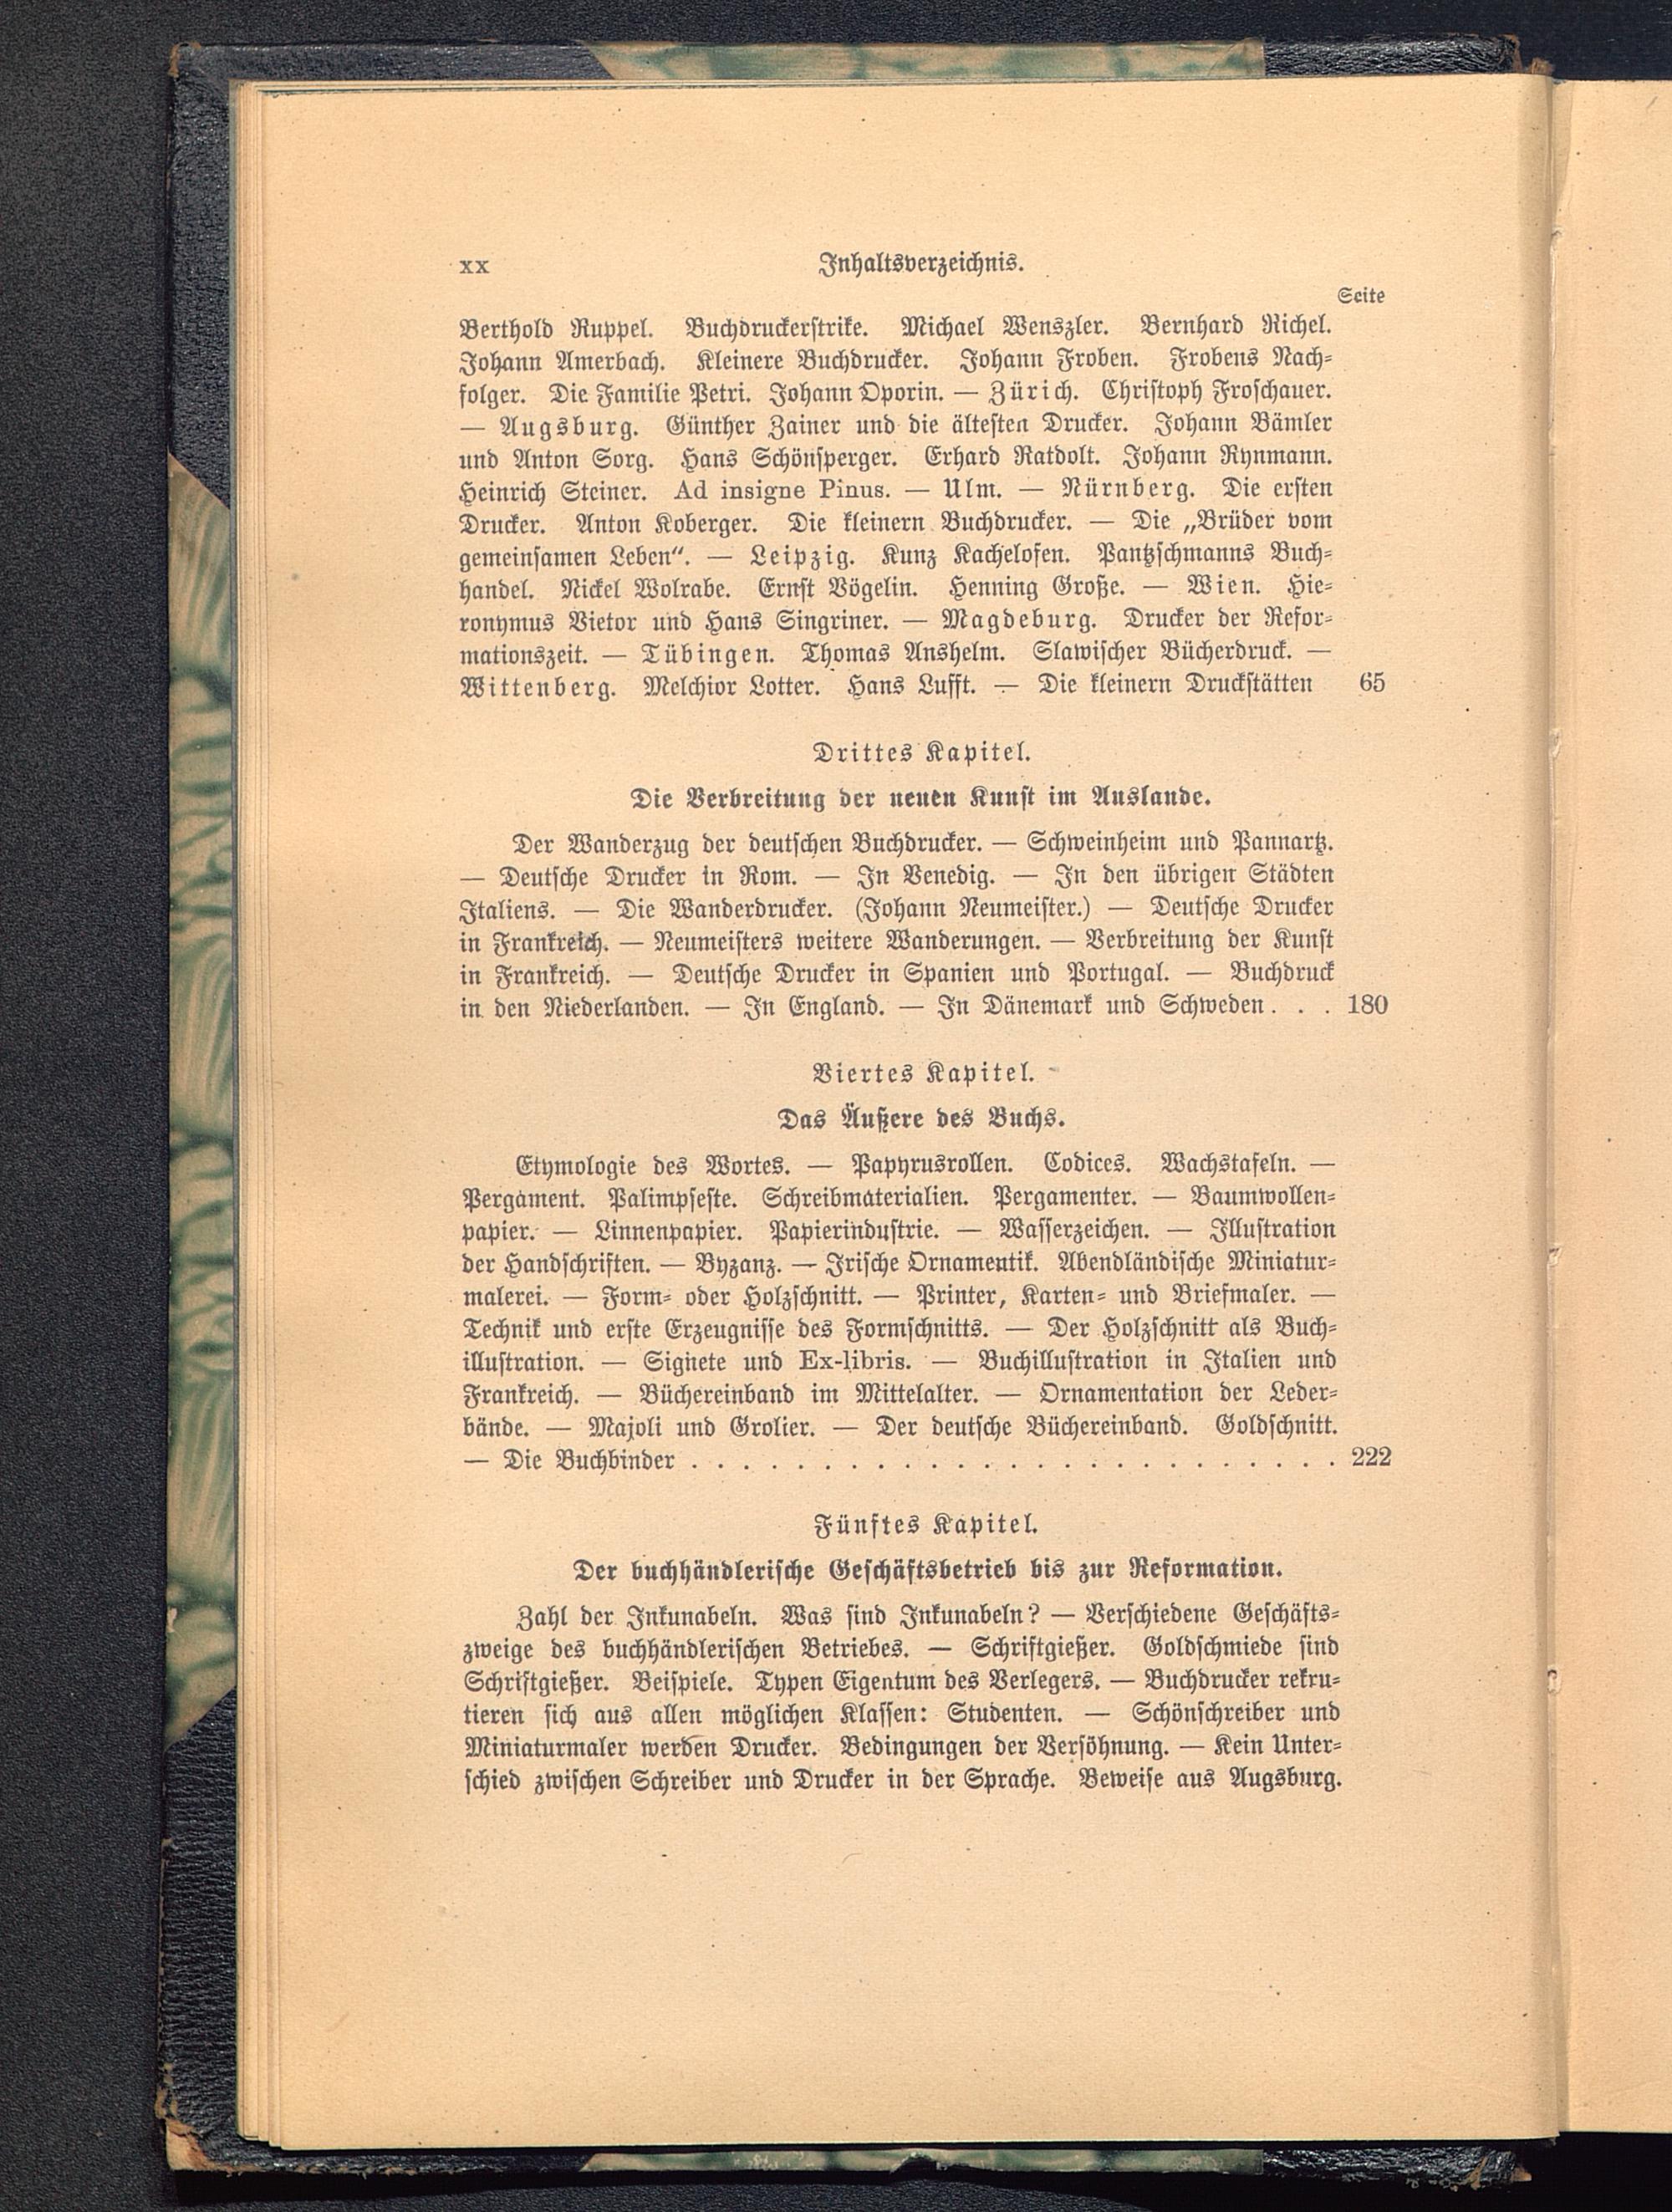 xx Inhaltsverzeichnis.
Seite
Berthold Ruppel. Buchdruckerstrike. Michael Wenszler. Bernhard Richel.
Johann Amerbach. Kleinere Buchdrucker. Johann Froben. Frobens Nach-
folger. Die Familie Petri. Johann Oporin. — Zürich. Christoph Froschauer.
— Augsburg. Günther Zainer und die ältesten Drucker. Johann Bämler
und Anton Sorg. Hans Schönsperger. Erhard Ratdolt. Johann Rynmann.
Heinrich Steiner. Ad insigne Pinus. — Ulm. — Nürnberg. Die ersten
Drucker. Anton Koberger. Die kleinern Buchdrucker. — Die „Brüder vom
gemeinsamen Leben“. — Leipzig. Kunz Kachelofen. Pantzschmanns Buch-
handel. Nickel Wolrabe. Ernst Vögelin. Henning Große. — Wien. Hie-
ronymus Vietor und Hans Singriner. — Magdeburg. Drucker der Refor-
mationszeit. — Tübingen. Thomas Anshelm. Slawischer Bücherdruck. —
Wittenberg. Melchior Lotter. Hans Lufft. — Die kleinern Druckstätten 65
Drittes Kapitel.
Die Verbreitung der neuen Kunst im Auslande.
Der Wanderzug der deutschen Buchdrucker. — Schweinheim und Pannartz.
— Deutsche Drucker in Rom. — In Venedig. — In den übrigen Städten
Italiens. — Die Wanderdrucker. (Johann Neumeister.) — Deutsche Drucker
in Frankreich. — Neumeisters weitere Wanderungen. — Verbreitung der Kunst
in Frankreich. — Deutsche Drucker in Spanien und Portugal. — Buchdruck
in den Niederlanden. — In England. — In Dänemark und Schweden . . . 180
Viertes Kapitel.
Das Äußere des Buchs.
Etymologie des Wortes. — Papyrusrollen. Codices. Wachstafeln. —
Pergament. Palimpseste. Schreibmaterialien. Pergamenter. — Baumwollen-
papier. — Linnenpapier. Papierindustrie. — Wasserzeichen. — Illustration
der Handschriften. — Byzanz. — Irische Ornamentik. Abendländische Miniatur-
malerei. — Form- oder Holzschnitt. — Printer, Karten- und Briefmaler. —
Technik und erste Erzeugnisse des Formschnitts. — Der Holzschnitt als Buch-
illustration. — Signete und Ex-libris. — Buchillustration in Italien und
Frankreich. — Büchereinband im Mittelalter. — Ornamentation der Leder-
bände. — Majoli und Grolier. — Der deutsche Büchereinband. Goldschnitt.
— Die Buchbinder . . . . . . . . . . . . . . . . . . . . . . . . . 222
Fünftes Kapitel.
Der buchhändlerische Geschäftsbetrieb bis zur Reformation.
Zahl der Inkunabeln. Was sind Inkunabeln? — Verschiedene Geschäfts-
zweige des buchhändlerischen Betriebes. — Schriftgießer. Goldschmiede sind
Schriftgießer. Beispiele. Typen Eigentum des Verlegers. — Buchdrucker rekru-
tieren sich aus allen möglichen Klassen: Studenten. — Schönschreiber und
Miniaturmaler werden Drucker. Bedingungen der Versöhnung. — Kein Unter-
schied zwischen Schreiber und Drucker in der Sprache. Beweise aus Augsburg.